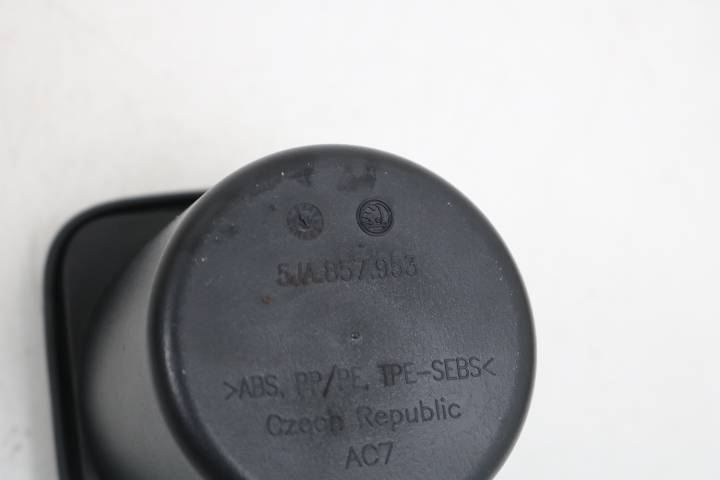 5JA.857.953
>ABS, PP/PE, TPE-SEBS<
Czech Republic
AC7